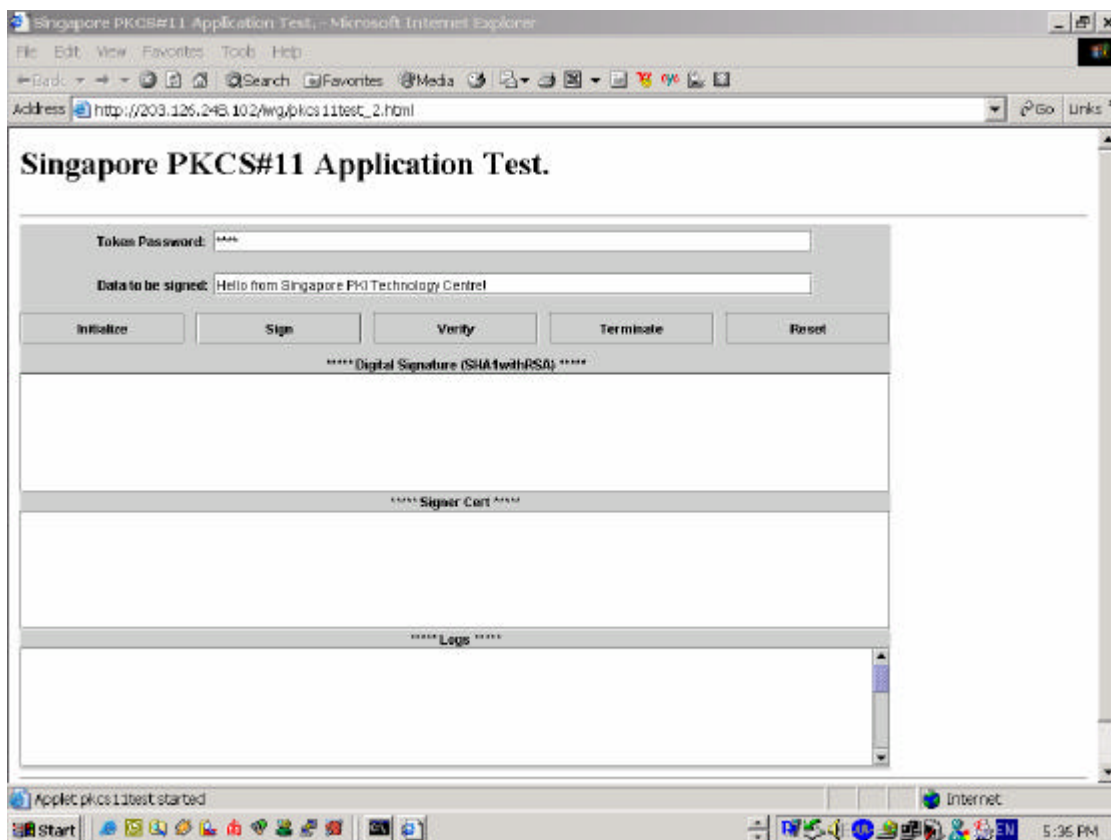 Singapore PKCS#11 Application Test. - Microsoft Internet Explorer
File Edit View Favorites Tools Help
Back Search Favorites Media
Address http://203.126.248.102/iwg/pkcs11test_2.html Go Links
Singapore PKCS#11 Application Test.
Token Password: ****
Data to be signed: Hello from Singapore PKI Technology Centre!
Initialize Sign Verify Terminate Reset
***** Digital Signature (SHA1withRSA) *****
***** Signer Cert *****
***** Logs *****
Applet pkcs11test started Internet
Start EN 5:36 PM